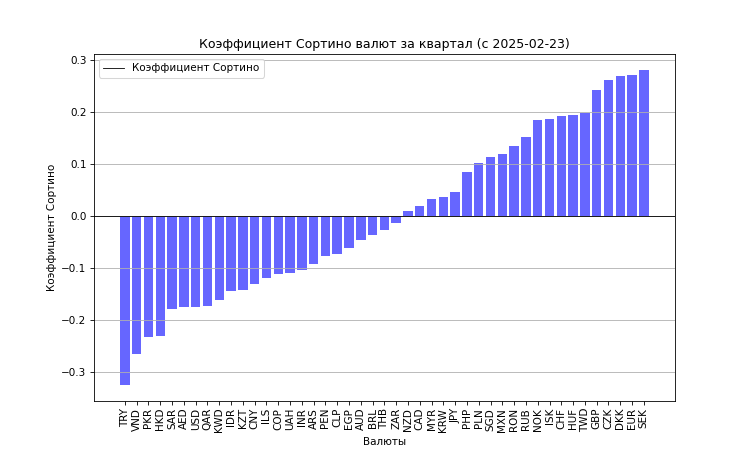 Коэффициент Сортино валют за квартал (с 2025-02-23)
Коэффициент Сортино
0.3
0.2
0.1
0.0
−0.1
−0.2
−0.3
Коэффициент Сортино
TRY
VND
PKR
HKD
SAR
AED
USD
QAR
KWD
IDR
KZT
CNY
ILS
COP
UAH
INR
ARS
PEN
CLP
EGP
AUD
BRL
THB
ZAR
NZD
CAD
MYR
KRW
JPY
PHP
PLN
SGD
MXN
RON
RUB
NOK
ISK
CHF
HUF
TWD
GBP
CZK
DKK
EUR
SEK
Валюты